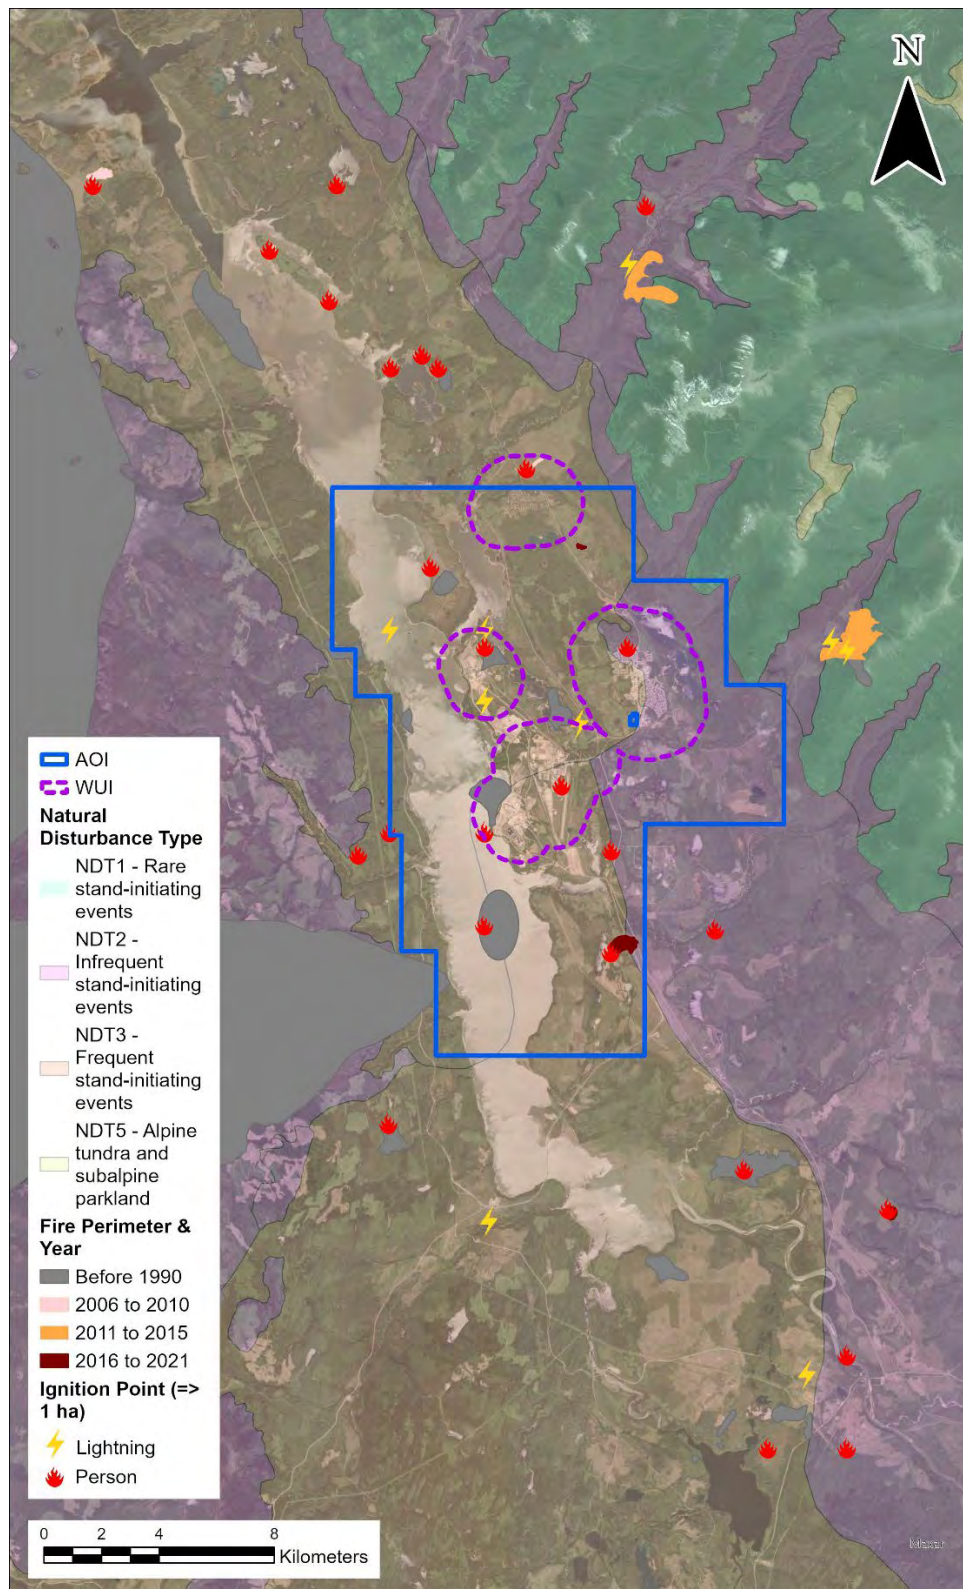 N
AOI
WUI
Natural
Disturbance Type
NDT1 - Rare
stand-initiating
events
NDT2 -
Infrequent
stand-initiating
events
NDT3 -
Frequent
stand-initiating
events
NDT5 - Alpine
tundra and
subalpine
parkland
Fire Perimeter &
Year
Before 1990
2006 to 2010
2011 to 2015
2016 to 2021
Ignition Point (=>
1 ha)
Lightning
Person
0 2 4 8
Kilometers
Maxar